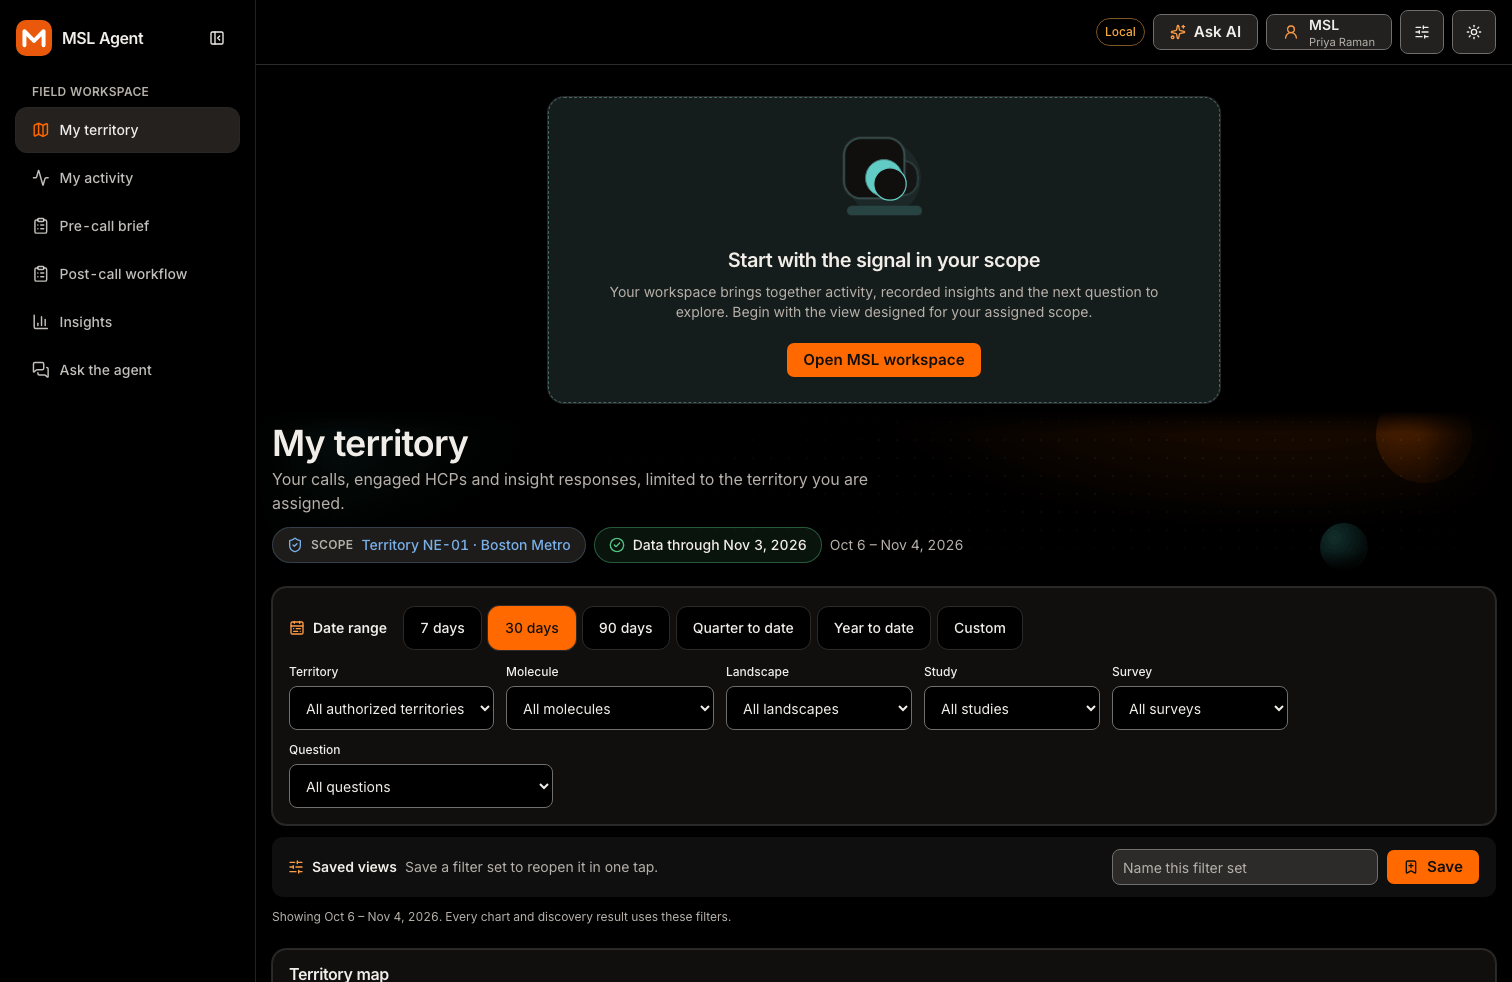 MSL Agent
Local
Ask AI
MSL
Priya Raman
FIELD WORKSPACE
My territory
My activity
Pre-call brief
Post-call workflow
Insights
Ask the agent
Start with the signal in your scope
Your workspace brings together activity, recorded insights and the next question to
explore. Begin with the view designed for your assigned scope.
Open MSL workspace
My territory
Your calls, engaged HCPs and insight responses, limited to the territory you are
assigned.
SCOPE Territory NE-01 · Boston Metro
Data through Nov 3, 2026
Oct 6 – Nov 4, 2026
Date range
7 days
30 days
90 days
Quarter to date
Year to date
Custom
Territory
Molecule
Landscape
Study
Survey
All authorized territories
All molecules
All landscapes
All studies
All surveys
Question
All questions
Saved views Save a filter set to reopen it in one tap.
Name this filter set
Save
Showing Oct 6 – Nov 4, 2026. Every chart and discovery result uses these filters.
Territory map